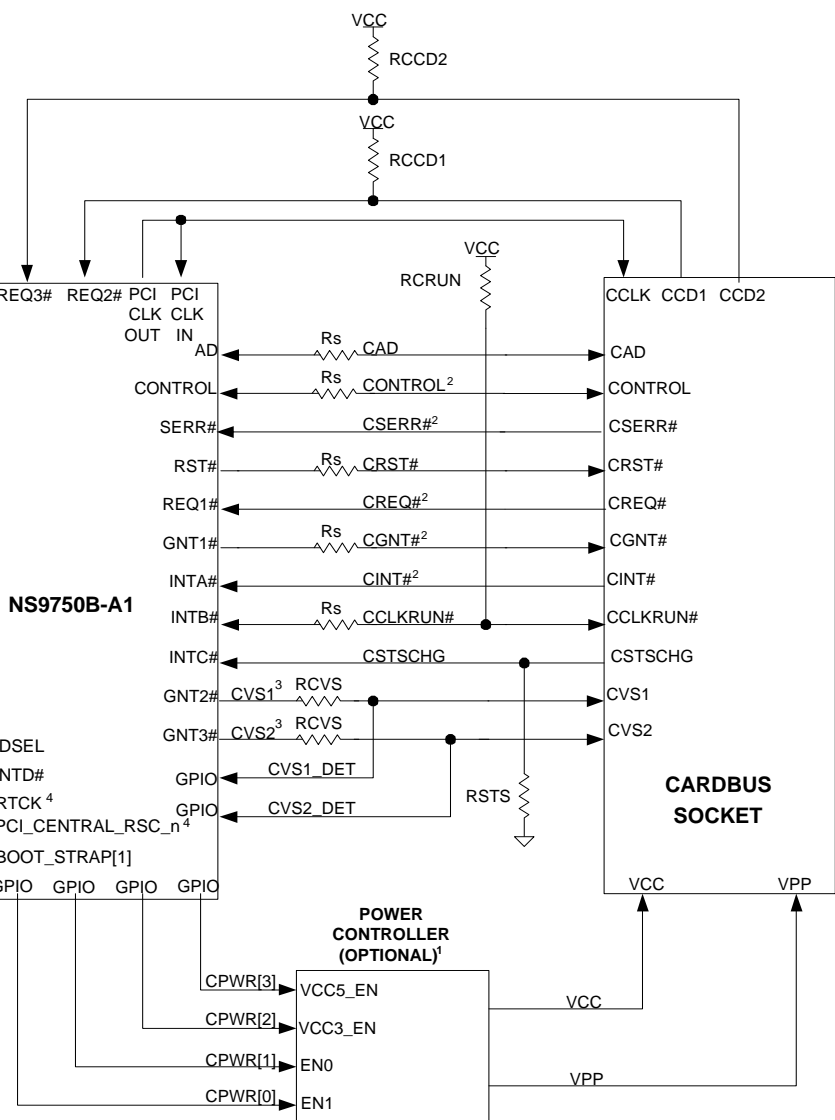 VCC
RCCD2
VCC
RCCD1
VCC
RCRUN
REQ3# REQ2# PCI CLK OUT PCI CLK IN
CCLK CCD1 CCD2
AD Rs CAD CAD
CONTROL Rs CONTROL² CONTROL
SERR# CSERR#² CSERR#
RST# Rs CRST# CRST#
REQ1# CREQ#² CREQ#
GNT1# Rs CGNT#² CGNT#
INTA# CINT#² CINT#
NS9750B-A1
INTB# Rs CCLKRUN# CCLKRUN#
INTC# CSTSCHG CSTSCHG
GNT2# CVS1³ RCVS CVS1
GNT3# CVS2³ RCVS CVS2
DSEL
NTD#
GPIO CVS1_DET
RTCK ⁴
GPIO CVS2_DET
PCI_CENTRAL_RSC_n⁴
BOOT_STRAP[1]
RSTS
CARDBUS
SOCKET
GPIO GPIO GPIO GPIO
VCC VPP
POWER
CONTROLLER
(OPTIONAL)¹
CPWR[3] VCC5_EN
VCC
CPWR[2] VCC3_EN
CPWR[1] EN0
VPP
CPWR[0] EN1